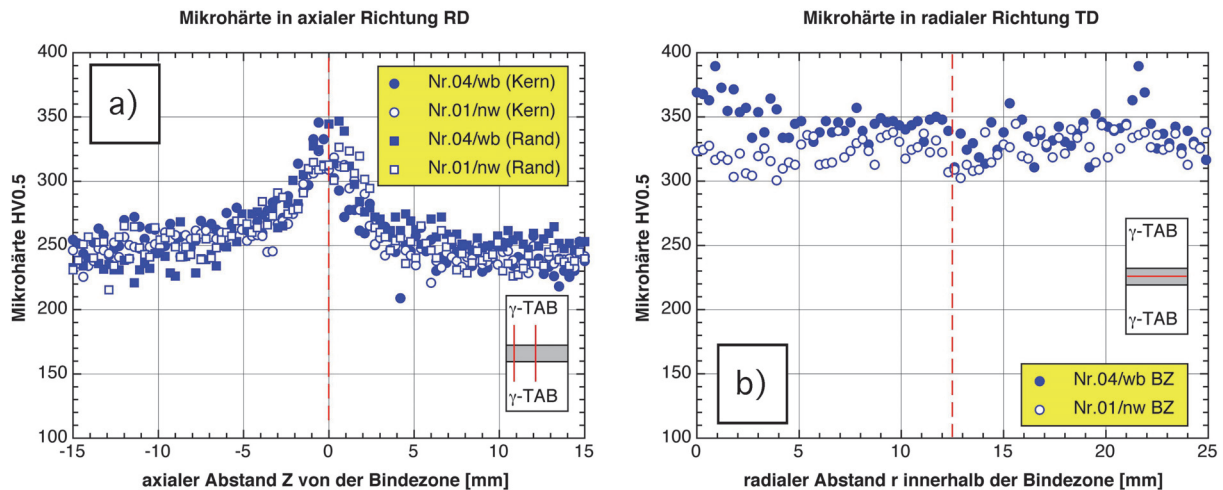 Mikrohärte in axialer Richtung RD
400
350
300
250
200
150
100
Mikrohärte HV0.5
a)
Nr.04/wb (Kern)
Nr.01/nw (Kern)
Nr.04/wb (Rand)
Nr.01/nw (Rand)
γ-TAB
γ-TAB
-15
-10
-5
0
5
10
15
axialer Abstand Z von der Bindezone [mm]
Mikrohärte in radialer Richtung TD
400
350
300
250
200
150
100
Mikrohärte HV0.5
γ-TAB
γ-TAB
b)
Nr.04/wb BZ
Nr.01/nw BZ
0
5
10
15
20
25
radialer Abstand r innerhalb der Bindezone [mm]